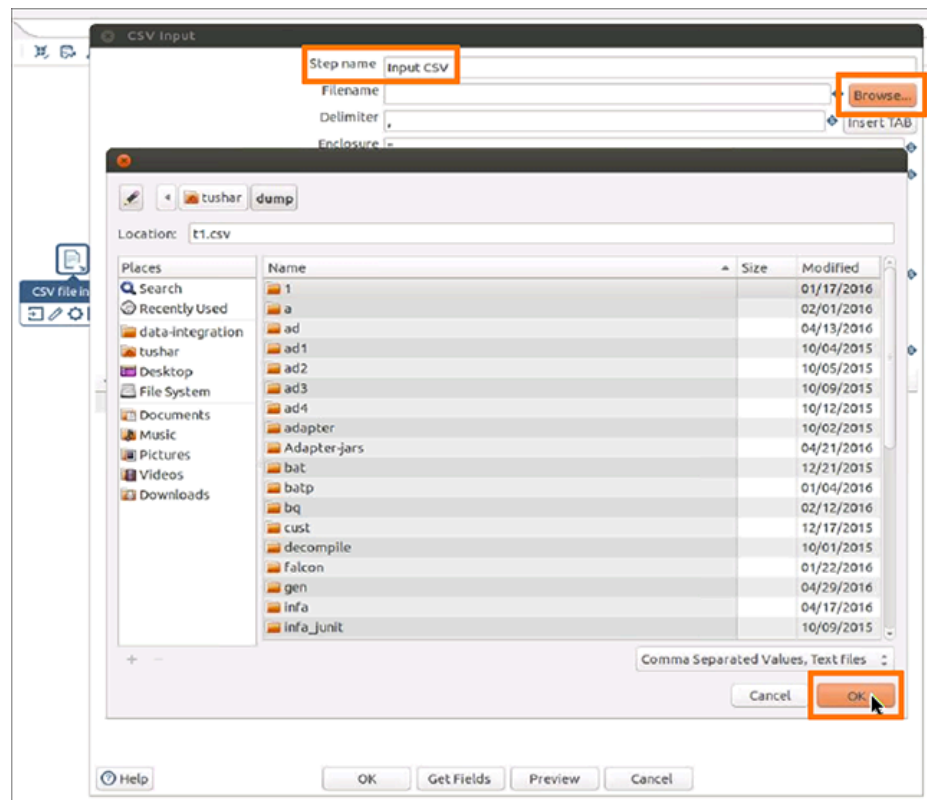 CSV Input
Step name Input CSV
Filename Browse...
Delimiter , Insert TAB
Enclosure "
tushar dump
Location: t1.csv
Places Name Size Modified
Search 1 01/17/2016
Recently Used a 02/01/2016
data-integration ad 04/13/2016
tushar ad1 10/04/2015
Desktop ad2 10/05/2015
File System ad3 10/09/2015
Documents ad4 10/12/2015
Music adapter 10/02/2015
Pictures Adapter-jars 04/21/2016
Videos bat 12/21/2015
Downloads batp 01/04/2016
bq 02/12/2016
cust 12/17/2015
decompile 10/01/2015
falcon 01/22/2016
gen 04/29/2016
infa 04/17/2016
infa_junit 10/09/2015
CSV file in
Comma Separated Values, Text files
Cancel OK
Help OK Get Fields Preview Cancel